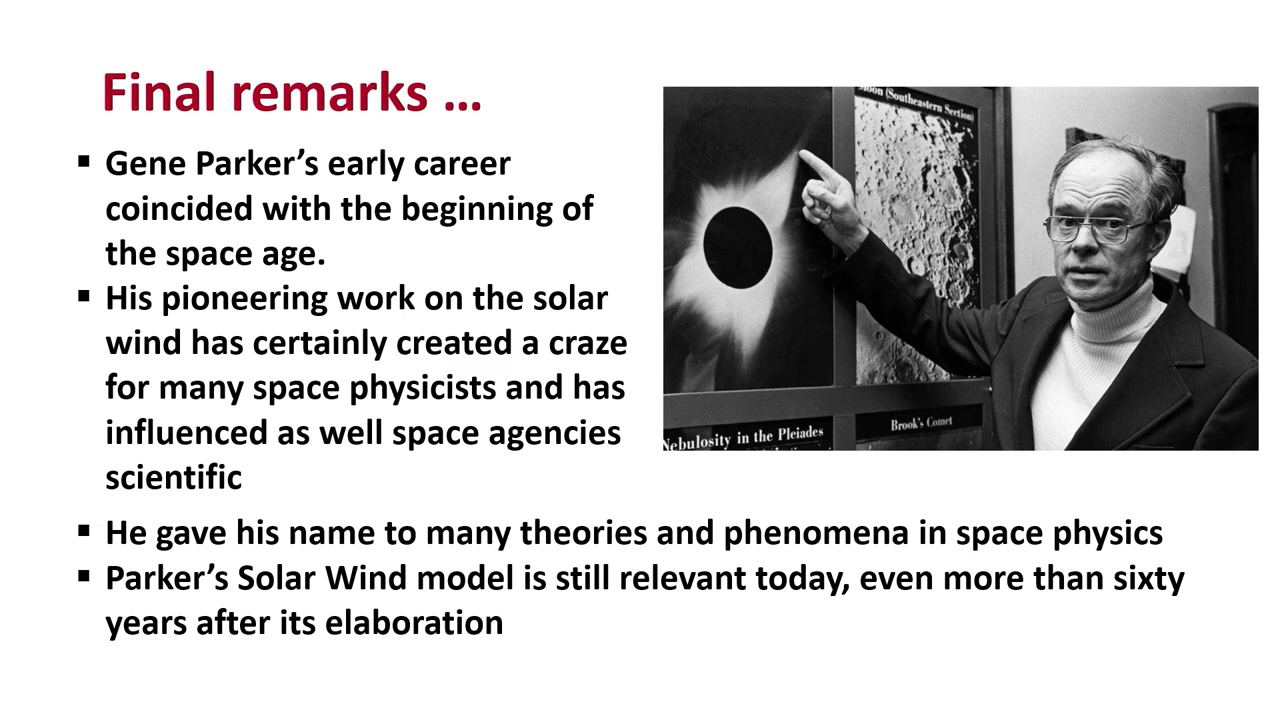 Final remarks …
▪ Gene Parker’s early career
coincided with the beginning of
the space age.
▪ His pioneering work on the solar
wind has certainly created a craze
for many space physicists and has
influenced as well space agencies
scientific
▪ He gave his name to many theories and phenomena in space physics
▪ Parker’s Solar Wind model is still relevant today, even more than sixty
years after its elaboration
Moon (Southeastern Section)
Nebulosity in the Pleiades
Brook's Comet